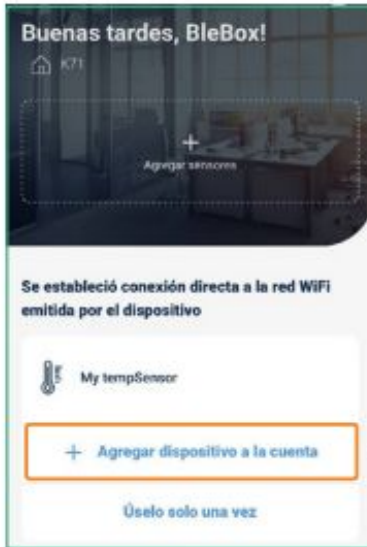 Buenas tardes, BleBox!
K71
+
Agregar sensores
Se estableció conexión directa a la red WiFi
emitida por el dispositivo
My tempSensor
+ Agregar dispositivo a la cuenta
Úselo solo una vez